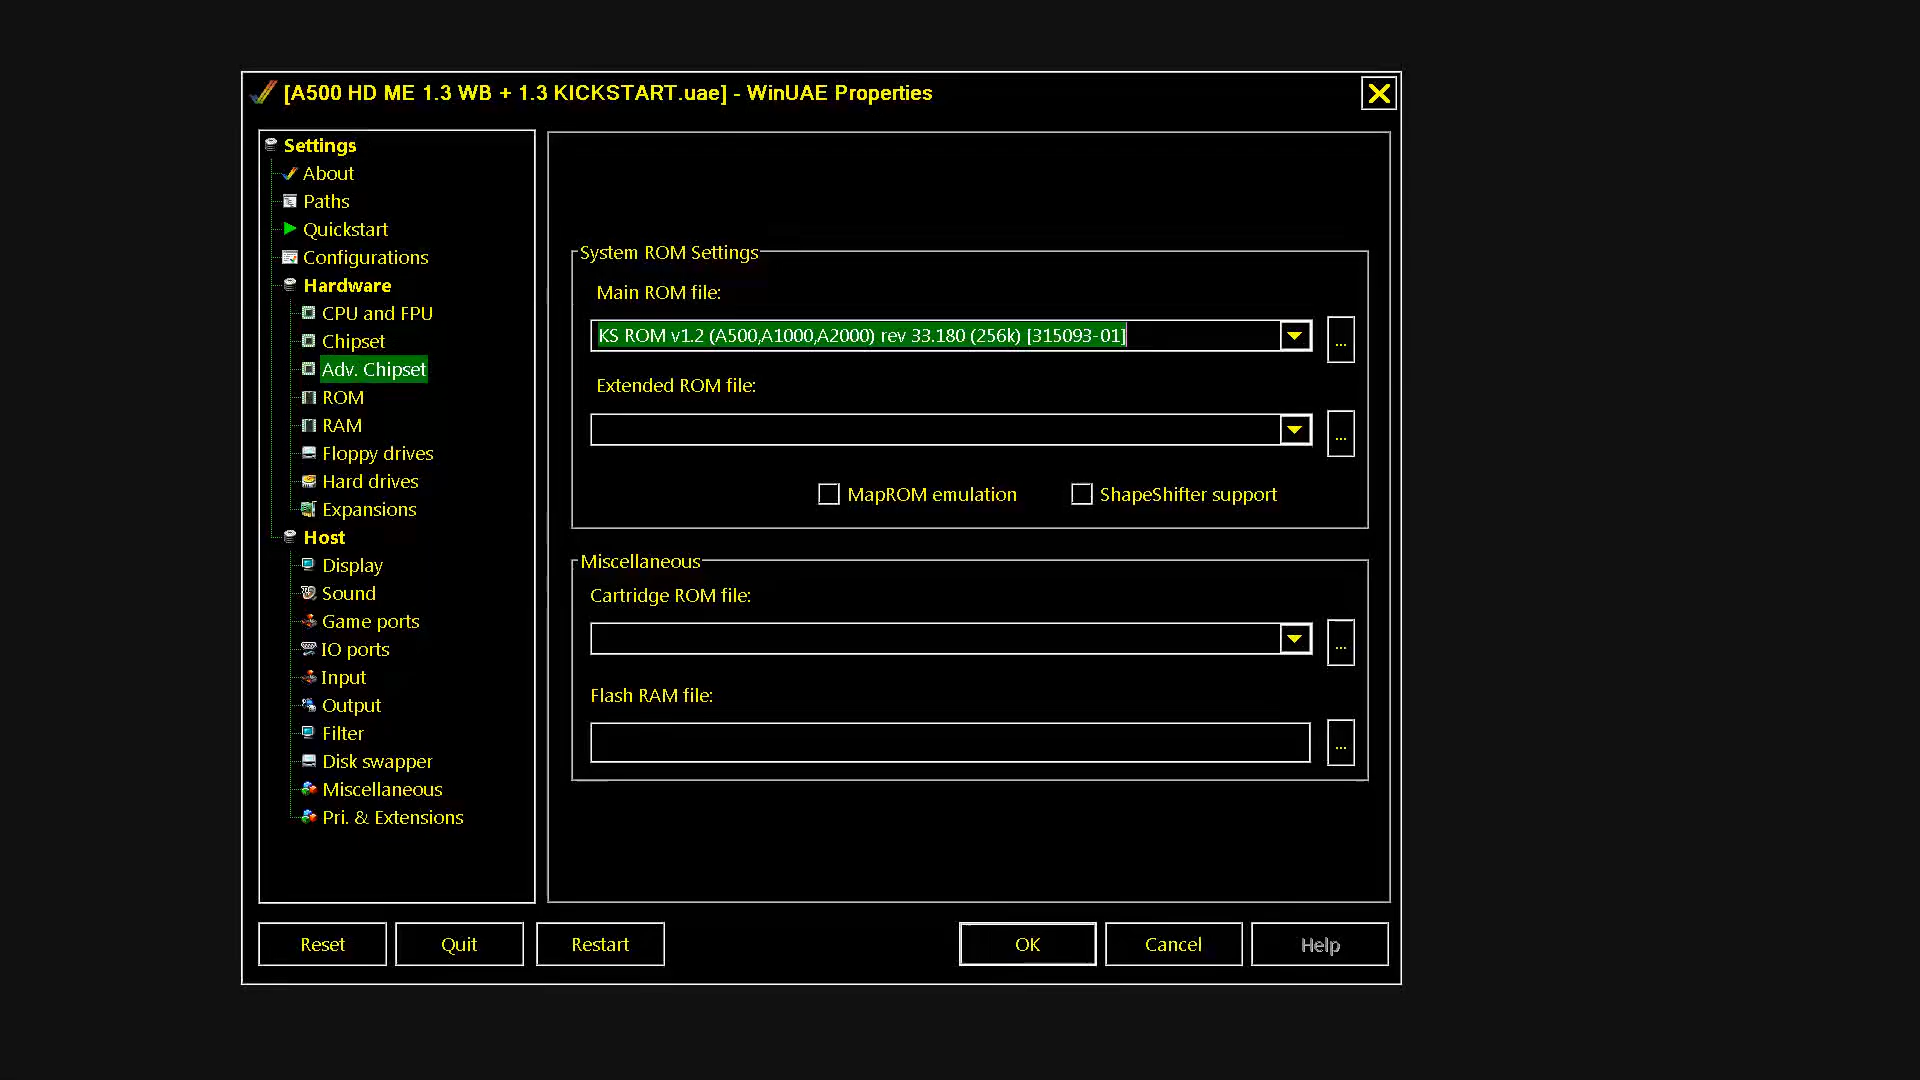 [A500 HD ME 1.3 WB + 1.3 KICKSTART.uae] - WinUAE Properties
Settings
About
Paths
Quickstart
Configurations
Hardware
CPU and FPU
Chipset
Adv. Chipset
ROM
RAM
Floppy drives
Hard drives
Expansions
Host
Display
Sound
Game ports
IO ports
Input
Output
Filter
Disk swapper
Miscellaneous
Pri. & Extensions
System ROM Settings
Main ROM file:
KS ROM v1.2 (A500,A1000,A2000) rev 33.180 (256k) [315093-01]
...
Extended ROM file:
...
MapROM emulation
ShapeShifter support
Miscellaneous
Cartridge ROM file:
...
Flash RAM file:
...
Reset
Quit
Restart
OK
Cancel
Help